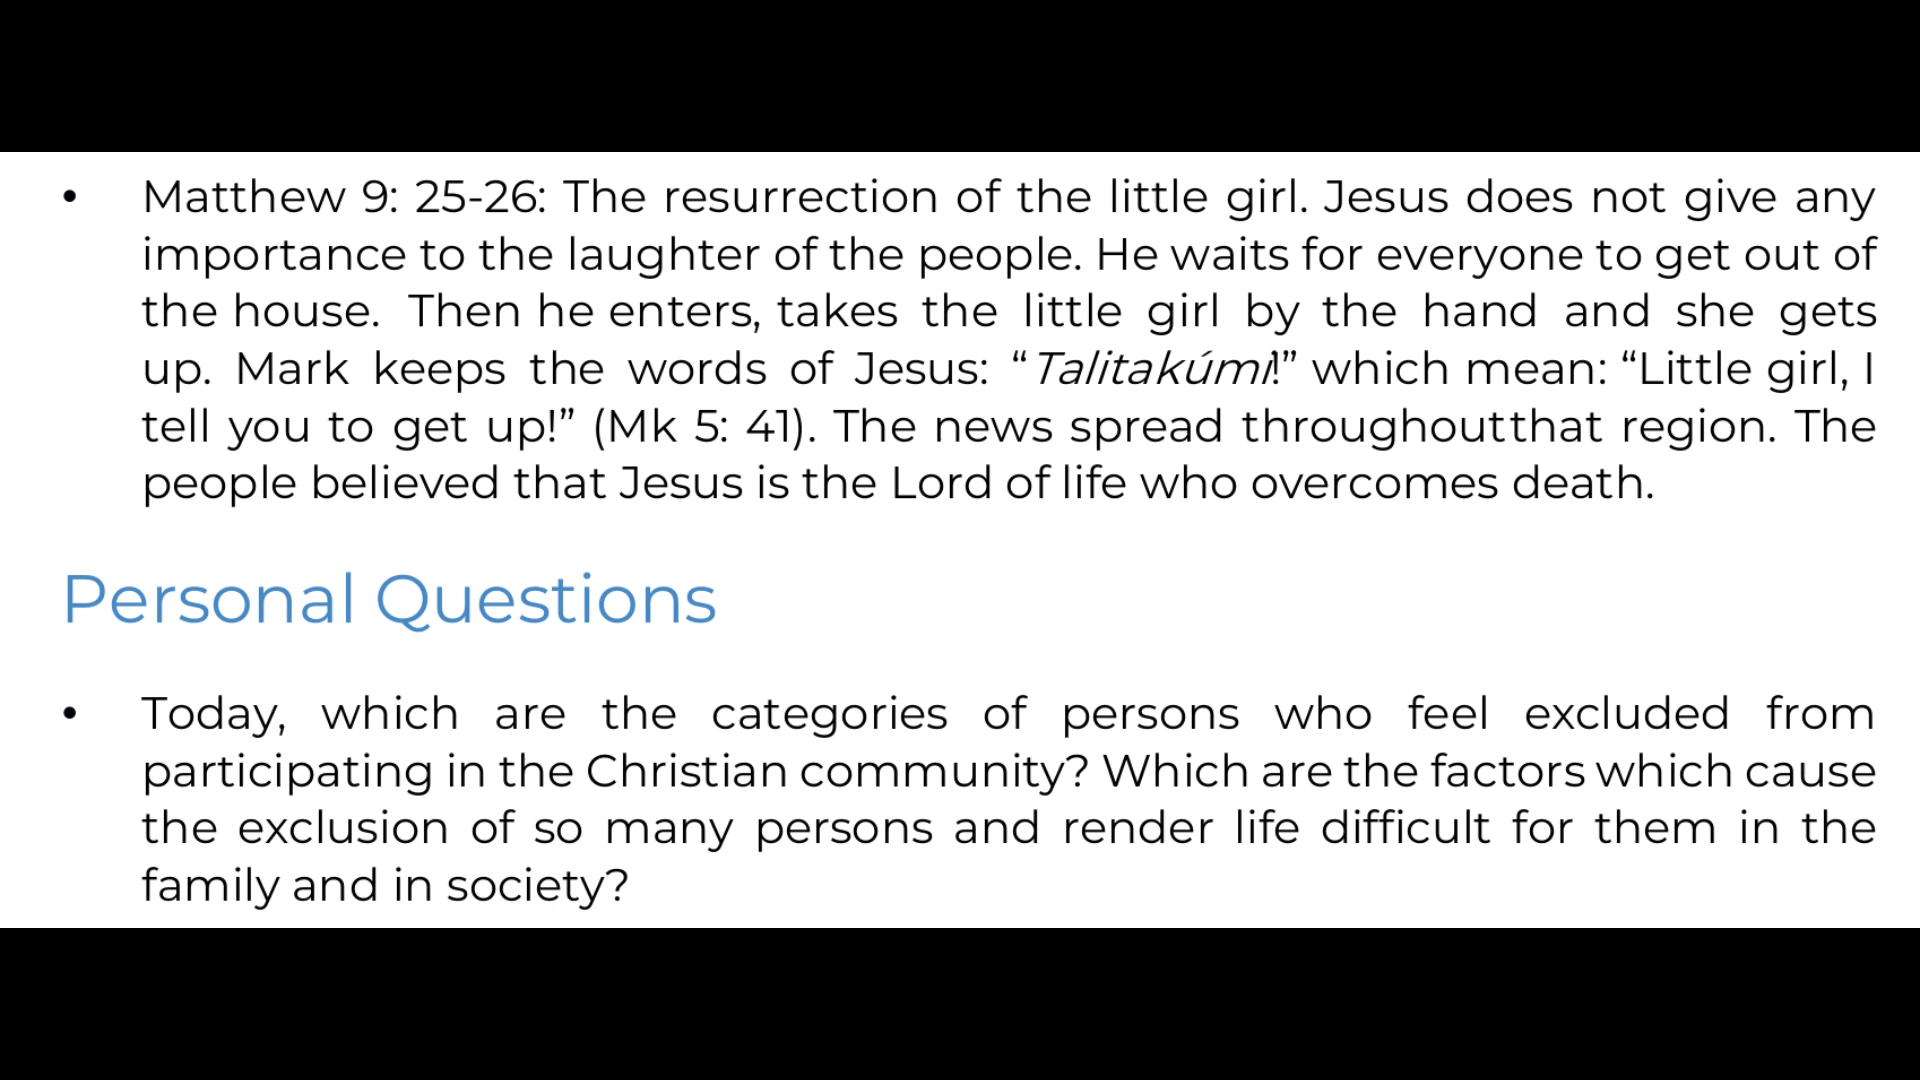 • Matthew 9: 25-26: The resurrection of the little girl. Jesus does not give any
importance to the laughter of the people. He waits for everyone to get out of
the house. Then he enters, takes the little girl by the hand and she gets
up. Mark keeps the words of Jesus: “Talitakúmi!” which mean: “Little girl, I
tell you to get up!” (Mk 5: 41). The news spread throughoutthat region. The
people believed that Jesus is the Lord of life who overcomes death.
Personal Questions
• Today, which are the categories of persons who feel excluded from
participating in the Christian community? Which are the factors which cause
the exclusion of so many persons and render life difficult for them in the
family and in society?